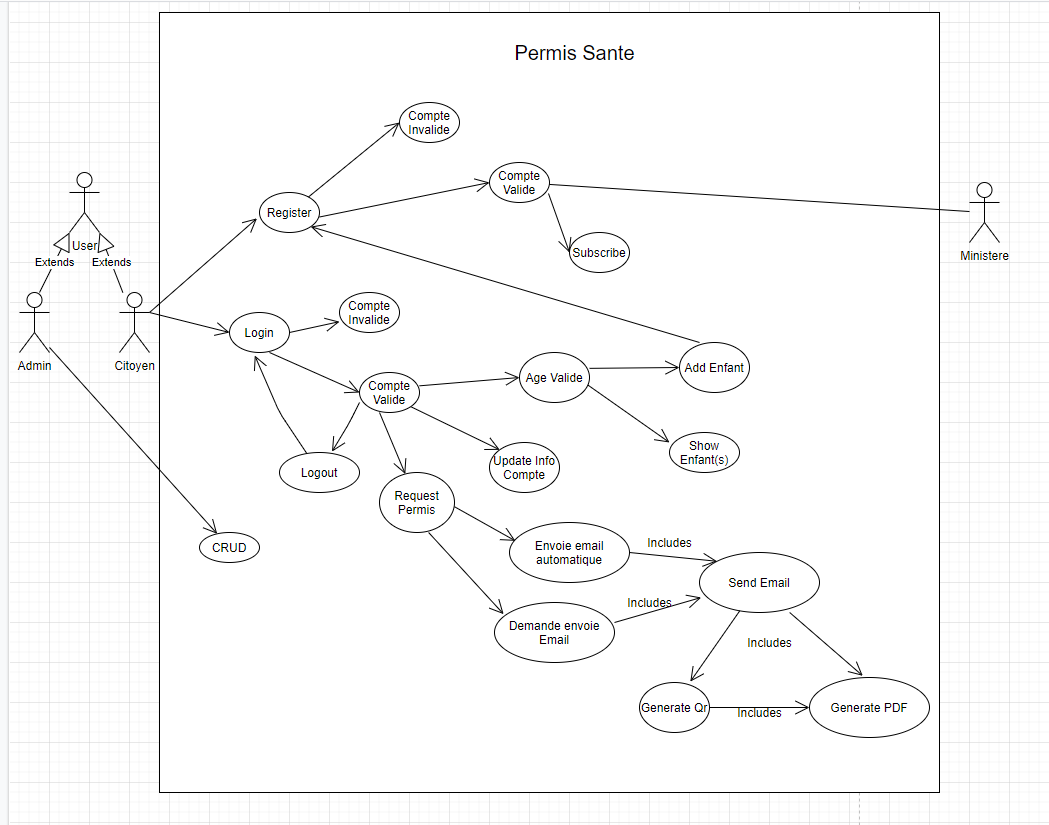 Permis Sante
Compte
Invalide
Compte
Valide
Register
Subscribe
User
Extends
Extends
Ministere
Compte
Invalide
Login
Admin
Citoyen
Compte
Valide
Age Valide
Add Enfant
Show
Enfant(s)
Logout
Update Info
Compte
Request
Permis
CRUD
Envoie email
automatique
Includes
Send Email
Demande envoie
Email
Includes
Includes
Generate Qr
Includes
Generate PDF